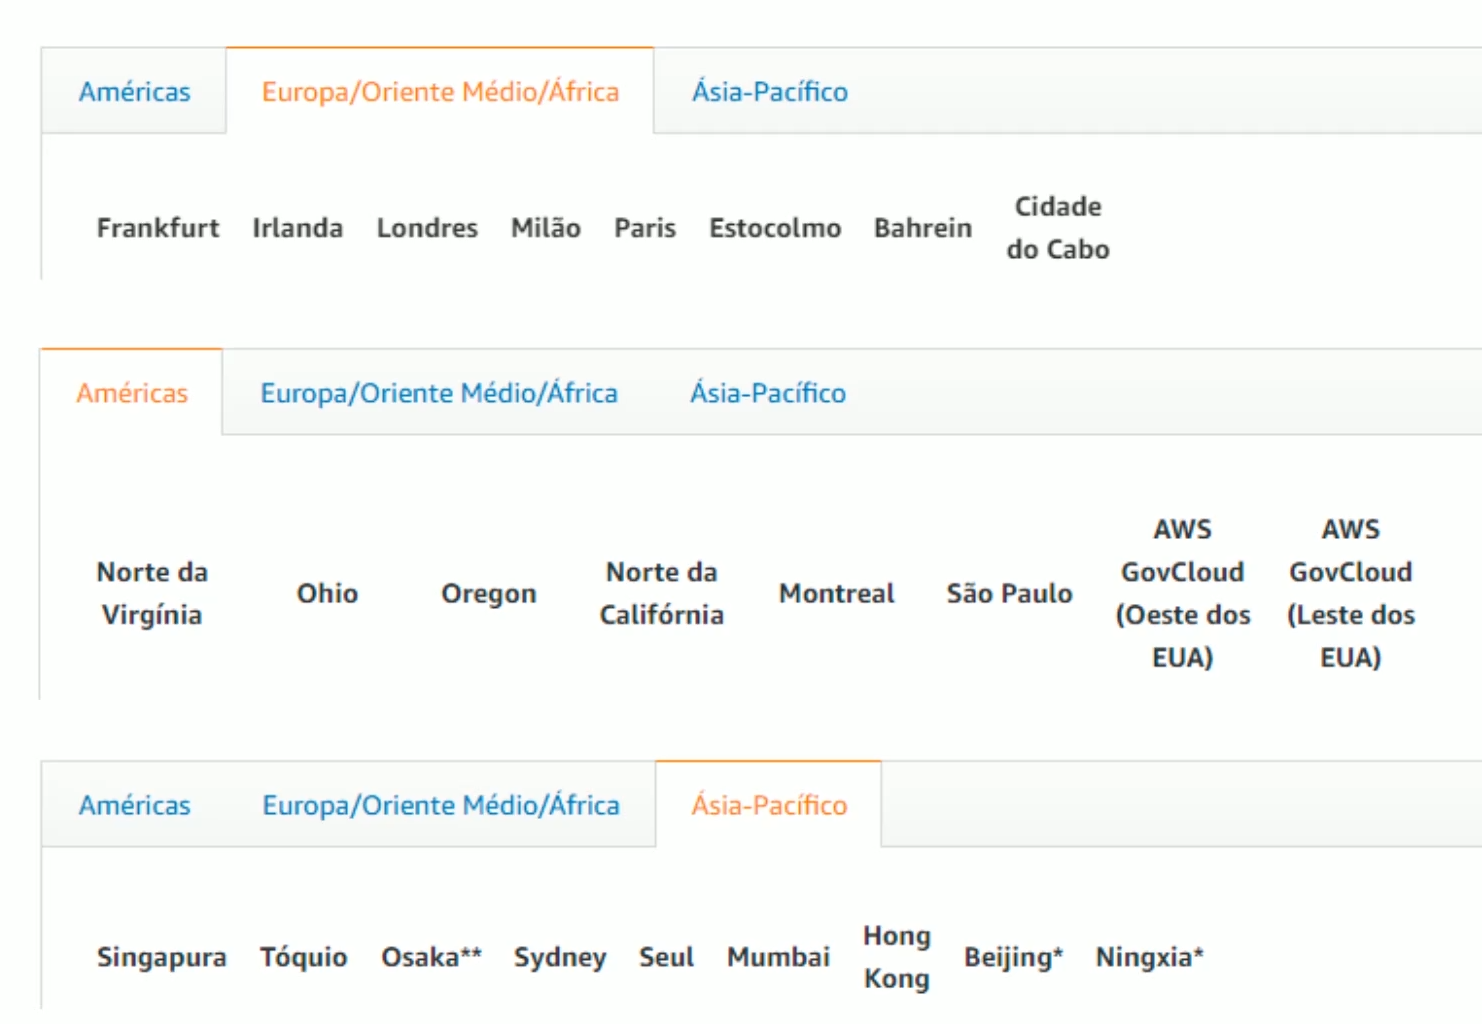 Américas Europa/Oriente Médio/África Ásia-Pacífico
Frankfurt Irlanda Londres Milão Paris Estocolmo Bahrein Cidade do Cabo
Américas Europa/Oriente Médio/África Ásia-Pacífico
Norte da Virgínia Ohio Oregon Norte da Califórnia Montreal São Paulo AWS GovCloud (Oeste dos EUA) AWS GovCloud (Leste dos EUA)
Américas Europa/Oriente Médio/África Ásia-Pacífico
Singapura Tóquio Osaka** Sydney Seul Mumbai Hong Kong Beijing* Ningxia*